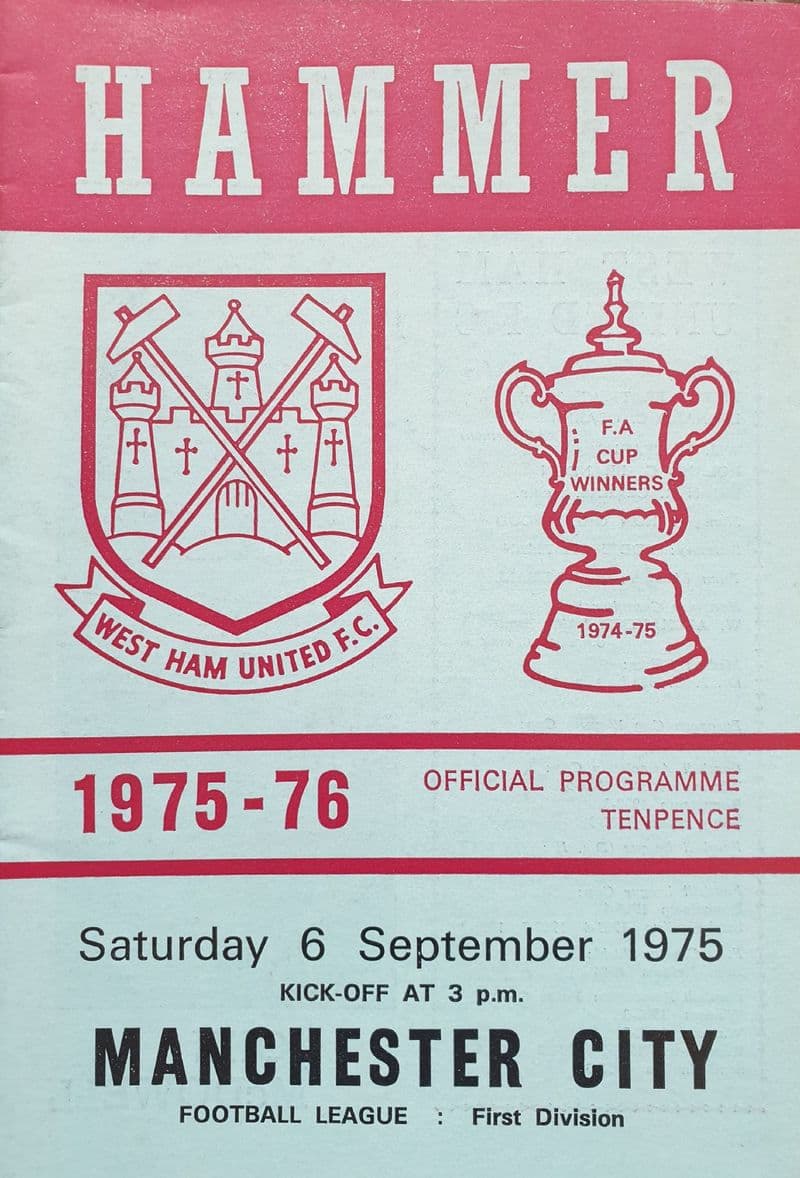 HAMMER
F.A
CUP
WINNERS
1974-75
WEST HAM UNITED F.C.
1975-76
OFFICIAL PROGRAMME
TENPENCE
Saturday 6 September 1975
KICK-OFF AT 3 p.m.
MANCHESTER CITY
FOOTBALL LEAGUE : First Division